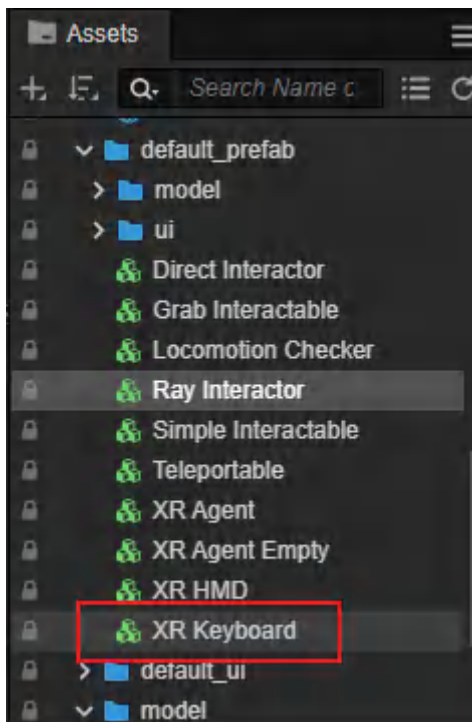 Assets
Search Name c
default_prefab
model
ui
Direct Interactor
Grab Interactable
Locomotion Checker
Ray Interactor
Simple Interactable
Teleportable
XR Agent
XR Agent Empty
XR HMD
XR Keyboard
default_ui
model